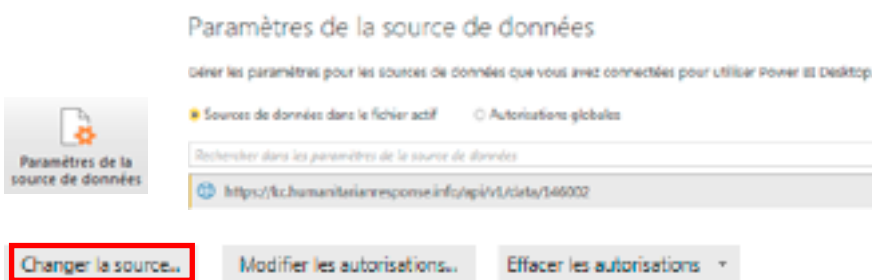 Paramètres de la source de données
Gérer les paramètres pour les sources de données que vous avez connectées pour utiliser Power BI Desktop.
Sources de données dans le fichier actif
Autorisations globales
Paramètres de la
source de données
Rechercher dans les paramètres de la source de données
https://kc.humanitarianresponse.info/api/v1/data/146002
Changer la source...
Modifier les autorisations...
Effacer les autorisations